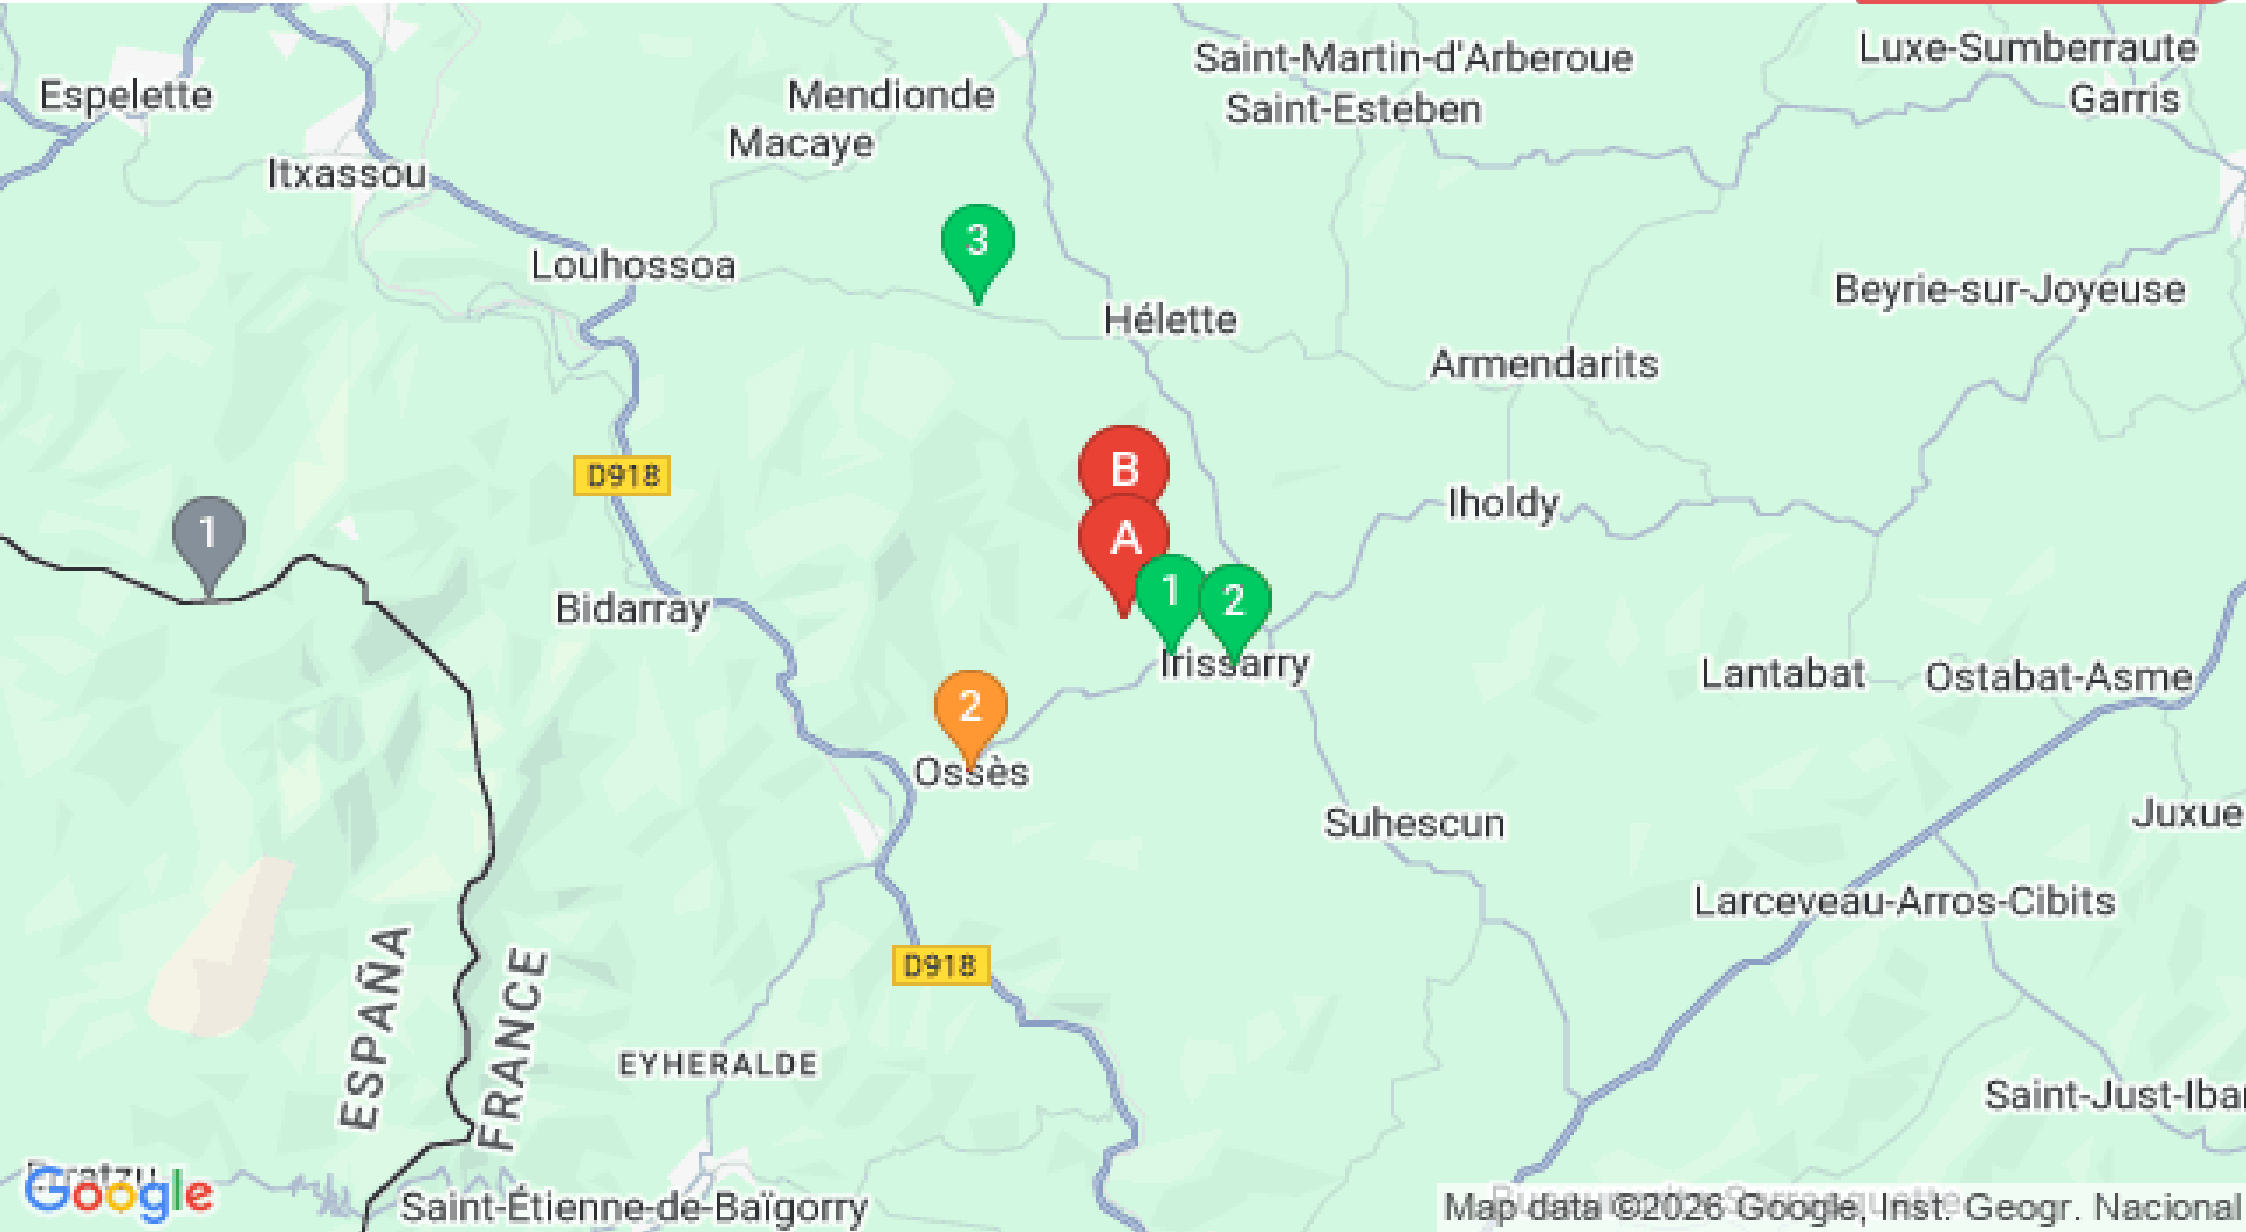 Saint-Martin-d'Arberoue
Luxe-Sumberraute
Espelette
Mendionde
Saint-Esteben
Garris
Macaye
Itxassou
3
Louhossoa
Hélette
Beyrie-sur-Joyeuse
Armendarits
B
D918
Iholdy
1
A
1
2
Bidarray
Irissarry
Lantabat
Ostabat-Asme
2
Ossès
Suhescun
Juxue
Larceveau-Arros-Cibits
D918
ESPAÑA
FRANCE
EYHERALDE
Saint-Just-Iba
Google
Saint-Étienne-de-Baïgorry
Map data ©2026 Google, Inst. Geogr. Nacional